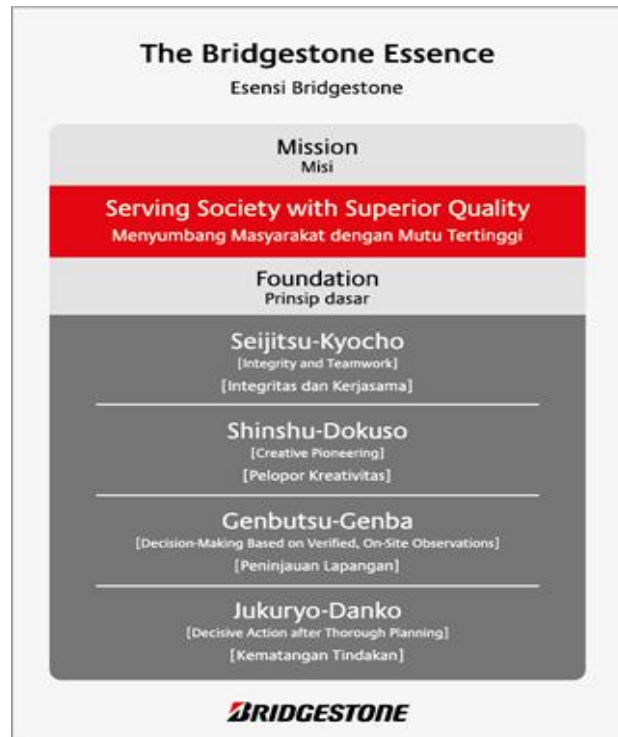 The Bridgestone Essence
Esensi Bridgestone
Mission
Misi
Serving Society with Superior Quality
Menyumbang Masyarakat dengan Mutu Tertinggi
Foundation
Prinsip dasar
Seijitsu-Kyocho
[Integrity and Teamwork]
[Integritas dan Kerjasama]
Shinshu-Dokuso
[Creative Pioneering]
[Pelopor Kreativitas]
Genbutsu-Genba
[Decision-Making Based on Verified, On-Site Observations]
[Peninjauan Lapangan]
Jukuryo-Danko
[Decisive Action after Thorough Planning]
[Kematangan Tindakan]
BRIDGESTONE